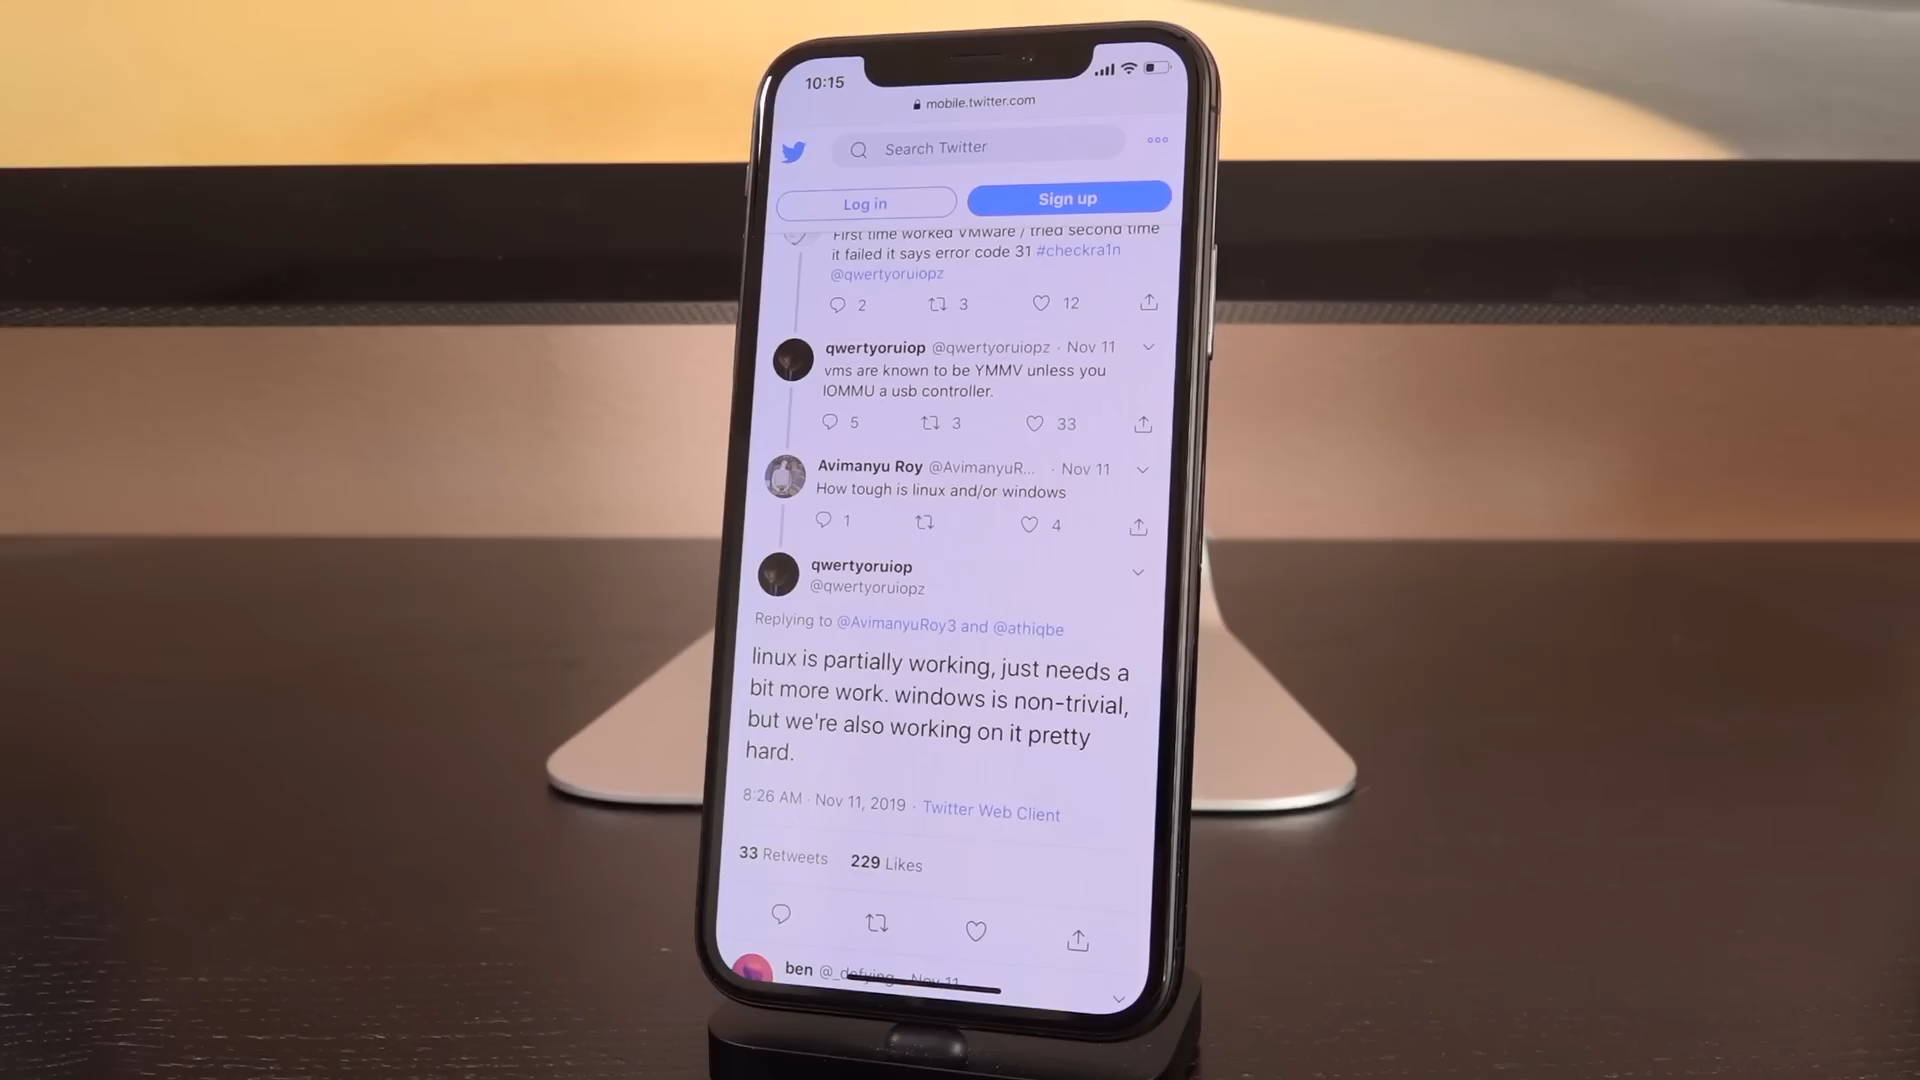 10:15
mobile.twitter.com
Search Twitter
Log in
Sign up
First time worked VMware / tried second time
it failed it says error code 31 #checkra1n
@qwertyoruiopz
2 3 12
qwertyoruiop @qwertyoruiopz · Nov 11
vms are known to be YMMV unless you
IOMMU a usb controller.
5 3 33
Avimanyu Roy @AvimanyuR... · Nov 11
How tough is linux and/or windows
1 4
qwertyoruiop
@qwertyoruiopz
Replying to @AvimanyuRoy3 and @athiqbe
linux is partially working, just needs a
bit more work. windows is non-trivial,
but we're also working on it pretty
hard.
8:26 AM · Nov 11, 2019 · Twitter Web Client
33 Retweets 229 Likes
ben @_defying · Nov 11